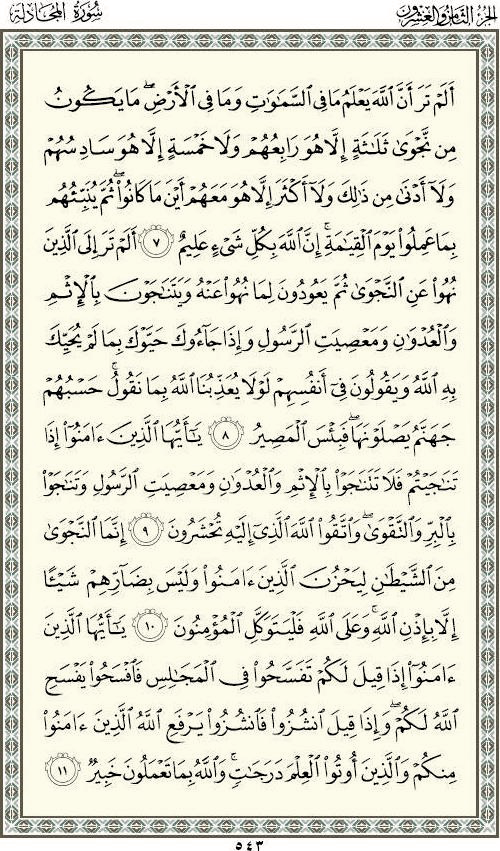 الجزء الثامن والعشرون
سورة المجادلة
أَلَمْ تَرَ أَنَّ ٱللَّهَ يَعْلَمُ مَا فِى ٱلسَّمَٰوَٰتِ وَمَا فِى ٱلْأَرْضِ ۖ مَا يَكُونُ
مِن نَّجْوَىٰ ثَلَٰثَةٍ إِلَّا هُوَ رَابِعُهُمْ وَلَا خَمْسَةٍ إِلَّا هُوَ سَادِسُهُمْ
وَلَآ أَدْنَىٰ مِن ذَٰلِكَ وَلَآ أَكْثَرَ إِلَّا هُوَ مَعَهُمْ أَيْنَ مَا كَانُوا۟ ۖ ثُمَّ يُنَبِّئُهُم
بِمَا عَمِلُوا۟ يَوْمَ ٱلْقِيَٰمَةِ ۚ إِنَّ ٱللَّهَ بِكُلِّ شَىْءٍ عَلِيمٌ ٧ أَلَمْ تَرَ إِلَى ٱلَّذِينَ
نُهُوا۟ عَنِ ٱلنَّجْوَىٰ ثُمَّ يَعُودُونَ لِمَا نُهُوا۟ عَنْهُ وَيَتَنَٰجَوْنَ بِٱلْإِثْمِ
وَٱلْعُدْوَٰنِ وَمَعْصِيَتِ ٱلرَّسُولِ وَإِذَا جَآءُوكَ حَيَّوْكَ بِمَا لَمْ يُحَيِّكَ
بِهِ ٱللَّهُ وَيَقُولُونَ فِىٓ أَنفُسِهِمْ لَوْلَا يُعَذِّبُنَا ٱللَّهُ بِمَا نَقُولُ ۚ حَسْبُهُمْ
جَهَنَّمُ يَصْلَوْنَهَا ۖ فَبِئْسَ ٱلْمَصِيرُ ٨ يَٰٓأَيُّهَا ٱلَّذِينَ ءَامَنُوٓا۟ إِذَا
تَنَٰجَيْتُمْ فَلَا تَتَنَٰجَوْا۟ بِٱلْإِثْمِ وَٱلْعُدْوَٰنِ وَمَعْصِيَتِ ٱلرَّسُولِ وَتَنَٰجَوْا۟
بِٱلْبِرِّ وَٱلتَّقْوَىٰ ۖ وَٱتَّقُوا۟ ٱللَّهَ ٱلَّذِىٓ إِلَيْهِ تُحْشَرُونَ ٩ إِنَّمَا ٱلنَّجْوَىٰ
مِنَ ٱلشَّيْطَٰنِ لِيَحْزُنَ ٱلَّذِينَ ءَامَنُوا۟ وَلَيْسَ بِضَآرِّهِمْ شَيْـًٔا
إِلَّا بِإِذْنِ ٱللَّهِ ۚ وَعَلَى ٱللَّهِ فَلْيَتَوَكَّلِ ٱلْمُؤْمِنُونَ ١٠ يَٰٓأَيُّهَا ٱلَّذِينَ
ءَامَنُوٓا۟ إِذَا قِيلَ لَكُمْ تَفَسَّحُوا۟ فِى ٱلْمَجَٰلِسِ فَٱفْسَحُوا۟ يَفْسَحِ
ٱللَّهُ لَكُمْ ۖ وَإِذَا قِيلَ ٱنشُزُوا۟ فَٱنشُزُوا۟ يَرْفَعِ ٱللَّهُ ٱلَّذِينَ ءَامَنُوا۟
مِنكُمْ وَٱلَّذِينَ أُوتُوا۟ ٱلْعِلْمَ دَرَجَٰتٍ ۚ وَٱللَّهُ بِمَا تَعْمَلُونَ خَبِيرٌ ١١
٥٤٣